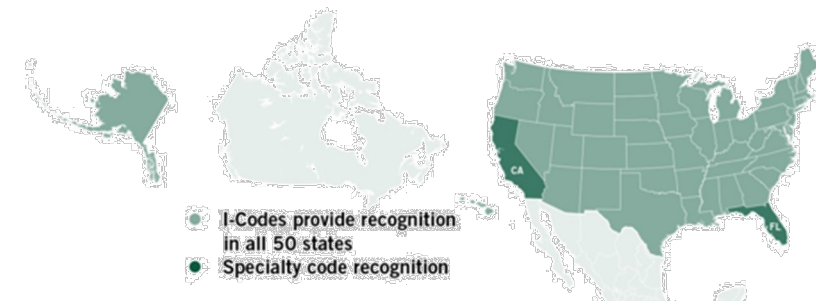 CA
FL
I-Codes provide recognition
in all 50 states
Specialty code recognition